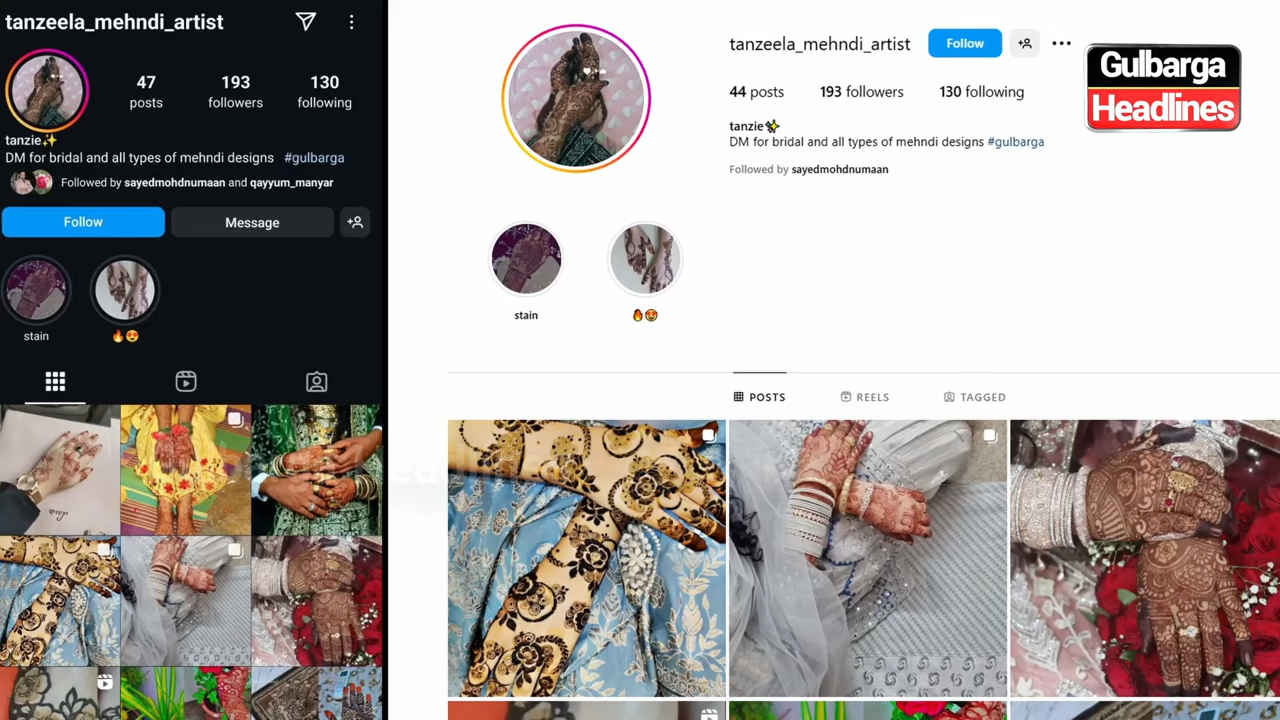 tanzeela_mehndi_artist
47 193 130
posts followers following
tanzie✨
DM for bridal and all types of mehndi designs #gulbarga
Followed by sayedmohdnumaan and qayyum_manyar
Follow Message
stain 🔥😍
tanzeela_mehndi_artist Follow
44 posts 193 followers 130 following
tanzie✨
DM for bridal and all types of mehndi designs #gulbarga
Followed by sayedmohdnumaan
stain 🔥😍
POSTS REELS TAGGED
Gulbarga
Headlines